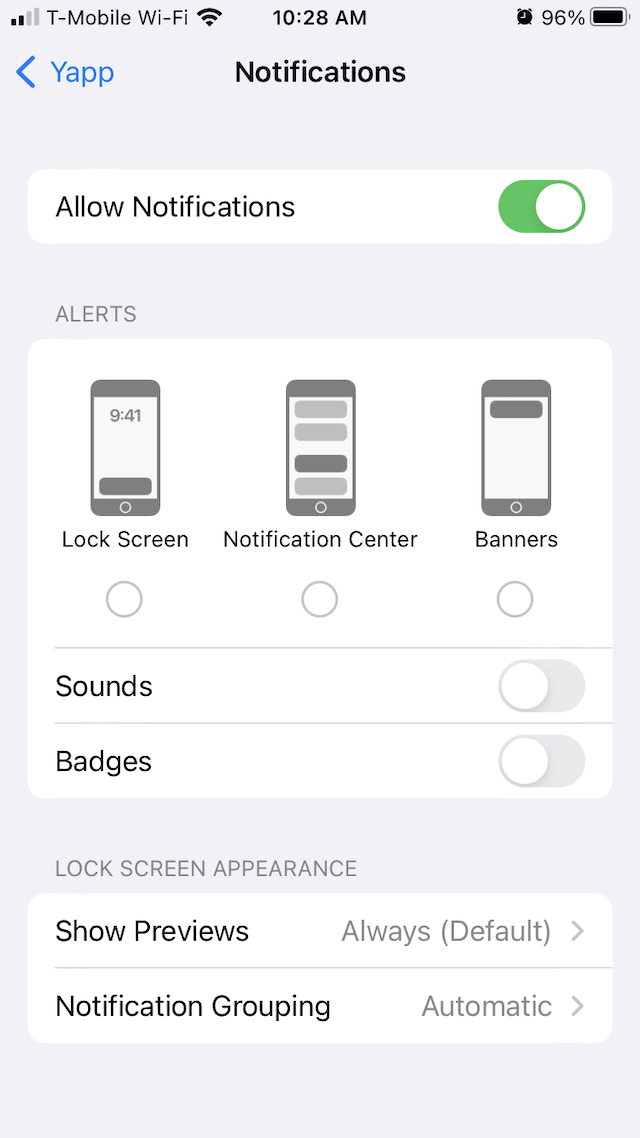 T-Mobile Wi-Fi 10:28 AM 96%
Yapp Notifications
Allow Notifications
ALERTS
9:41
Lock Screen Notification Center Banners
Sounds
Badges
LOCK SCREEN APPEARANCE
Show Previews Always (Default)
Notification Grouping Automatic